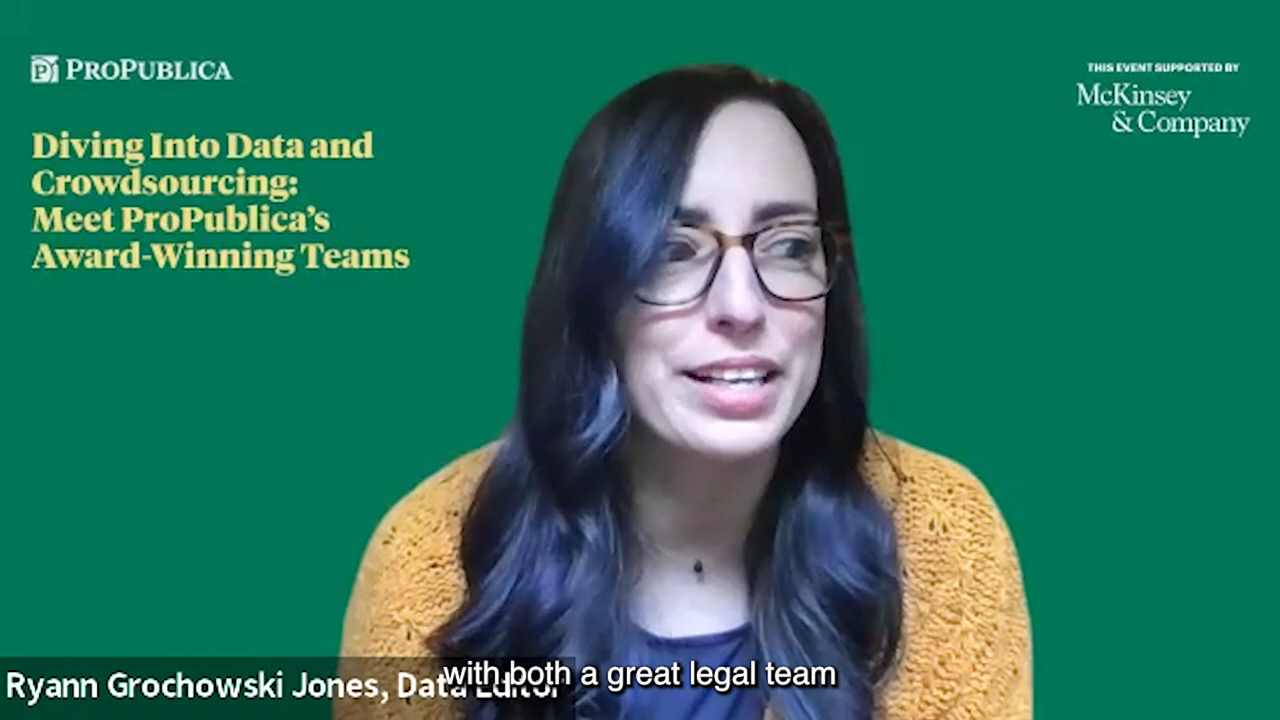 PROPUBLICA
THIS EVENT SUPPORTED BY
McKinsey
& Company
Diving Into Data and
Crowdsourcing:
Meet ProPublica's
Award-Winning Teams
with both a great legal team
Ryann Grochowski Jones, Data Editor